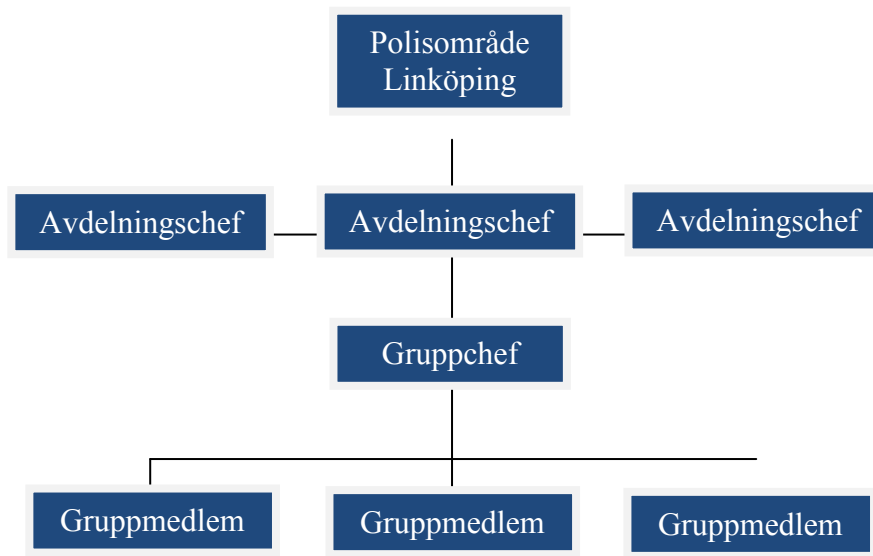 Polisområde
Linköping
Avdelningschef
Avdelningschef
Avdelningschef
Gruppchef
Gruppmedlem
Gruppmedlem
Gruppmedlem